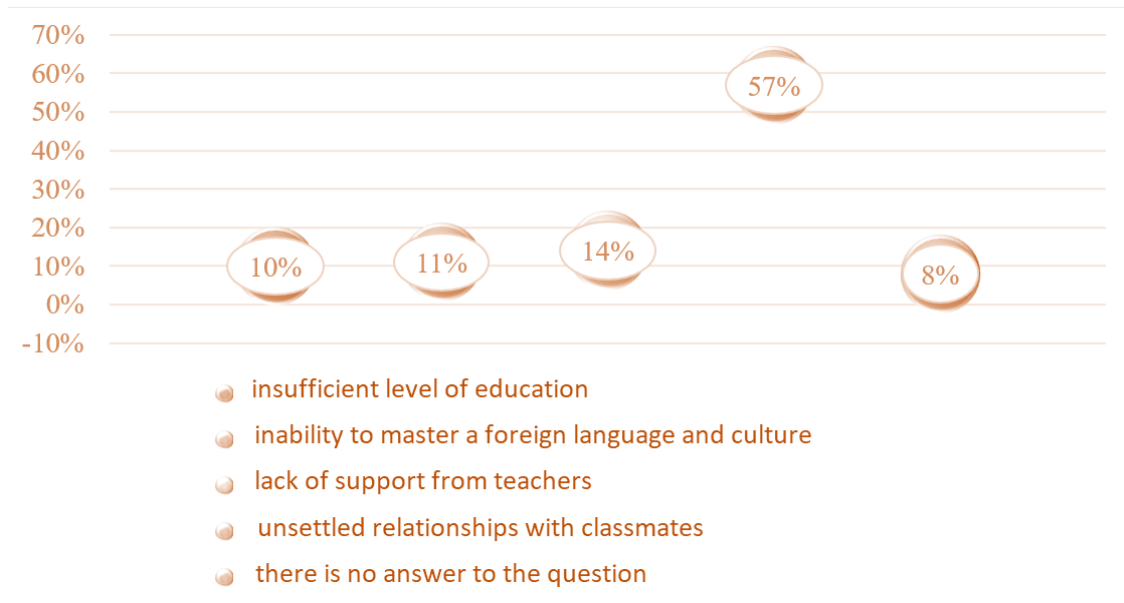 70%
60%
57%
50%
40%
30%
20%
10%
10%
11%
14%
8%
0%
-10%
insufficient level of education
inability to master a foreign language and culture
lack of support from teachers
unsettled relationships with classmates
there is no answer to the question